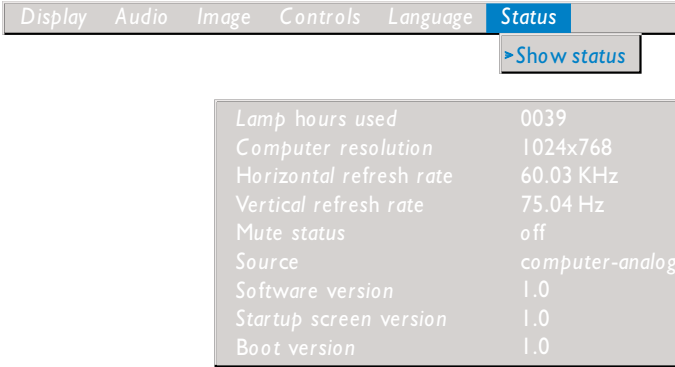 Display Audio Image Controls Language Status
➤Show status
Lamp hours used 0039
Computer resolution 1024x768
Horizontal refresh rate 60.03 KHz
Vertical refresh rate 75.04 Hz
Mute status off
Source computer-analog
Software version 1.0
Startup screen version 1.0
Boot version 1.0